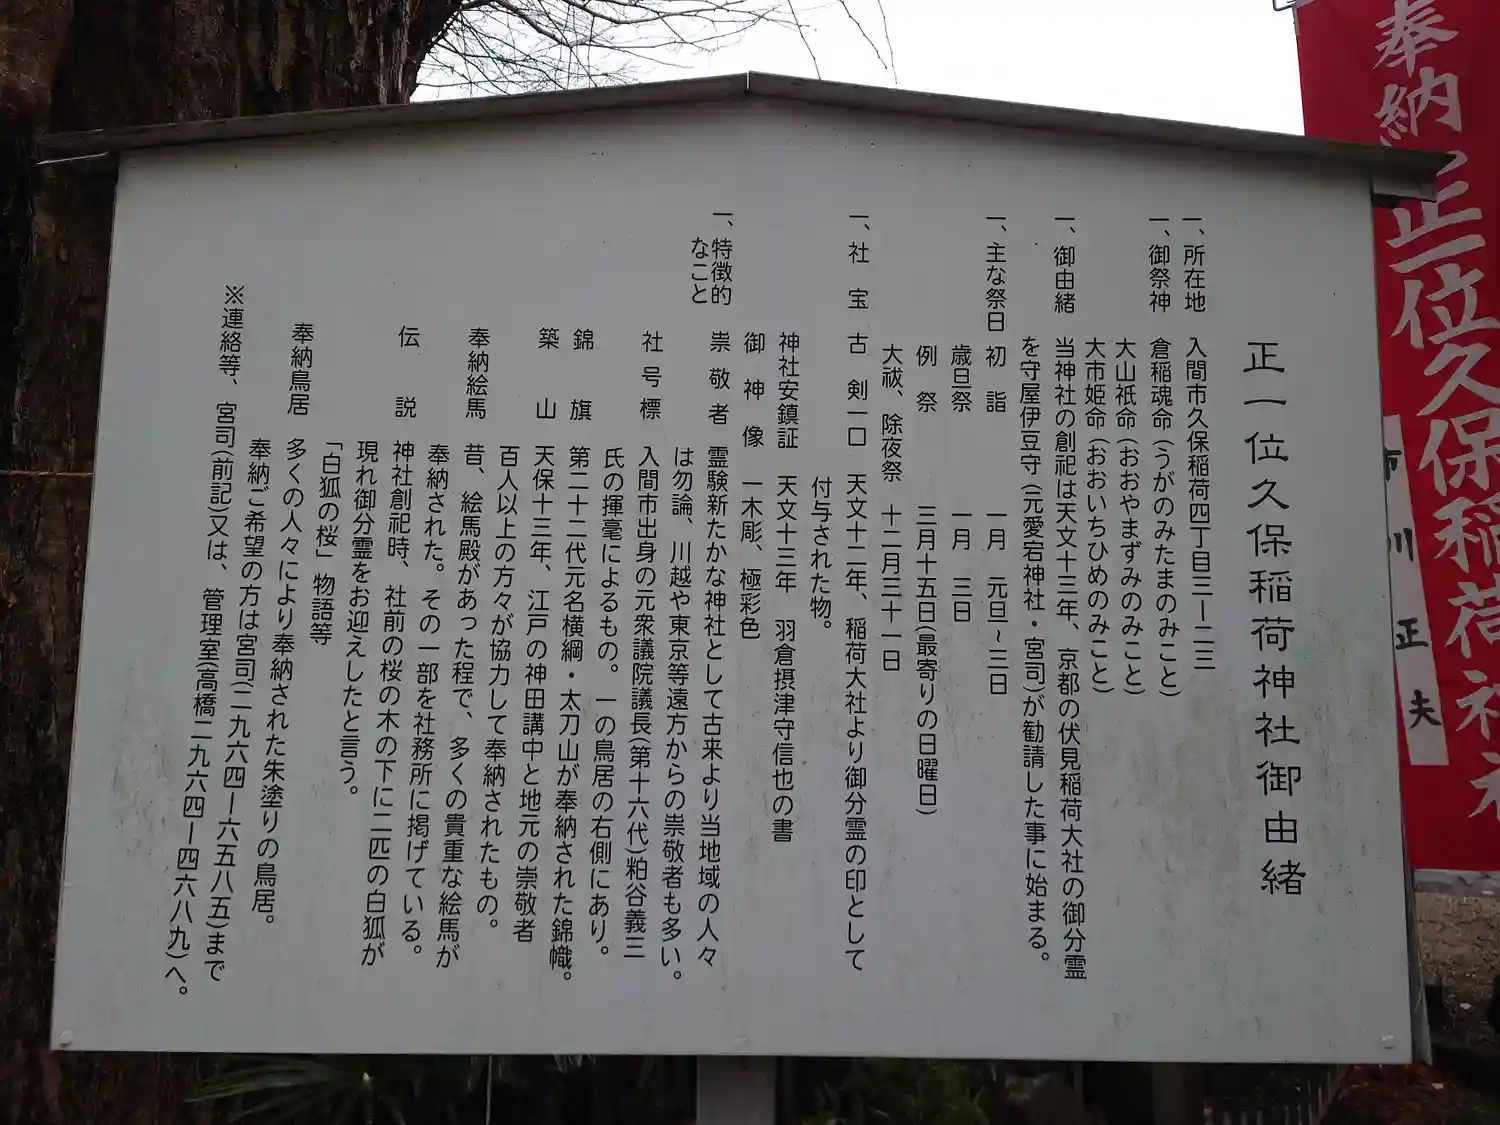 正一位久保稲荷神社御由緒
一、所在地　入間市久保稲荷四丁目三ー二三
一、御祭神　倉稲魂命(うがのみたまのみこと)
大山祇命(おおやまずみのみこと)
大市姫命(おおいちひめのみこと)
一、御由緒　当神社の創祀は天文十三年、京都の伏見稲荷大社の御分霊
を守屋伊豆守(元愛宕神社・宮司)が勧請した事に始まる。
一、主な祭日　初詣　一月　元旦～三日
歳旦祭　一月　三日
例祭　三月十五日(最寄りの日曜日)
大祓、除夜祭　十二月三十一日
一、社宝　古剣一口　天文十二年、稲荷大社より御分霊の印として
付与された物。
神社安鎮証　天文十三年　羽倉摂津守信也の書
御神像　一木彫、極彩色
一、特徴的なこと　崇敬者　霊験新たかな神社として古来より当地域の人々
は勿論、川越や東京等遠方からの崇敬者も多い。
社号標　入間市出身の元衆議院議長(第十六代)粕谷義三
氏の揮毫によるもの。一の鳥居の右側にあり。
錦旗　第二十二代元名横綱・太刀山が奉納された錦幟。
築山　天保十三年、江戸の神田講中と地元の崇敬者
百人以上の方々が協力して奉納されたもの。
奉納絵馬　昔、絵馬殿があった程で、多くの貴重な絵馬が
奉納された。その一部を社務所に掲げている。
伝説　神社創祀時、社前の桜の木の下に二匹の白狐が
現れ御分霊をお迎えしたと言う。
「白狐の桜」物語等
奉納鳥居　多くの人々により奉納された朱塗りの鳥居。
奉納ご希望の方は宮司(二九六四ー六五八五)まで
※連絡等、宮司(前記)又は、管理室(高橋二九六四ー四六八九)へ。
奉納正一位久保稲荷神社
市川正夫